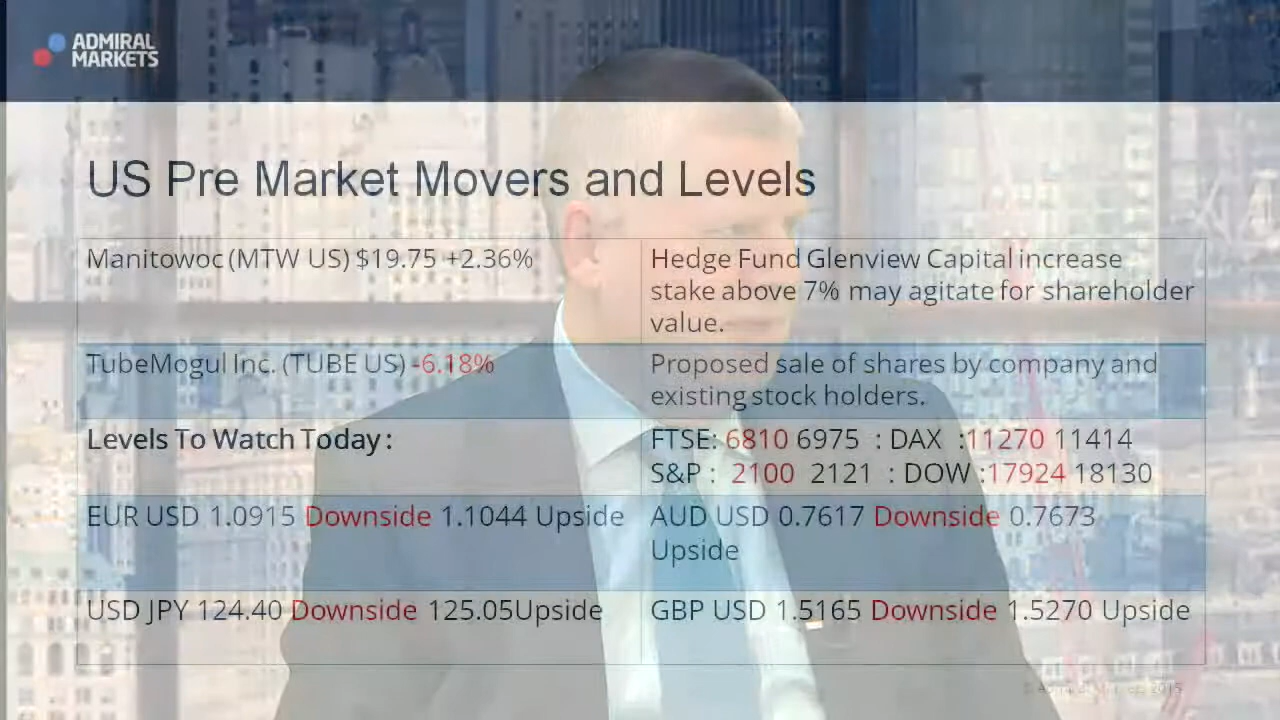 ADMIRAL
MARKETS
US Pre Market Movers and Levels
Manitowoc (MTW US) $19.75 +2.36%
Hedge Fund Glenview Capital increase
stake above 7% may agitate for shareholder
value.
TubeMogul Inc. (TUBE US) -6.18%
Proposed sale of shares by company and
existing stock holders.
Levels To Watch Today:
FTSE: 6810 6975 : DAX :11270 11414
S&P : 2100 2121 : DOW :17924 18130
EUR USD 1.0915 Downside 1.1044 Upside
AUD USD 0.7617 Downside 0.7673
Upside
USD JPY 124.40 Downside 125.05Upside
GBP USD 1.5165 Downside 1.5270 Upside